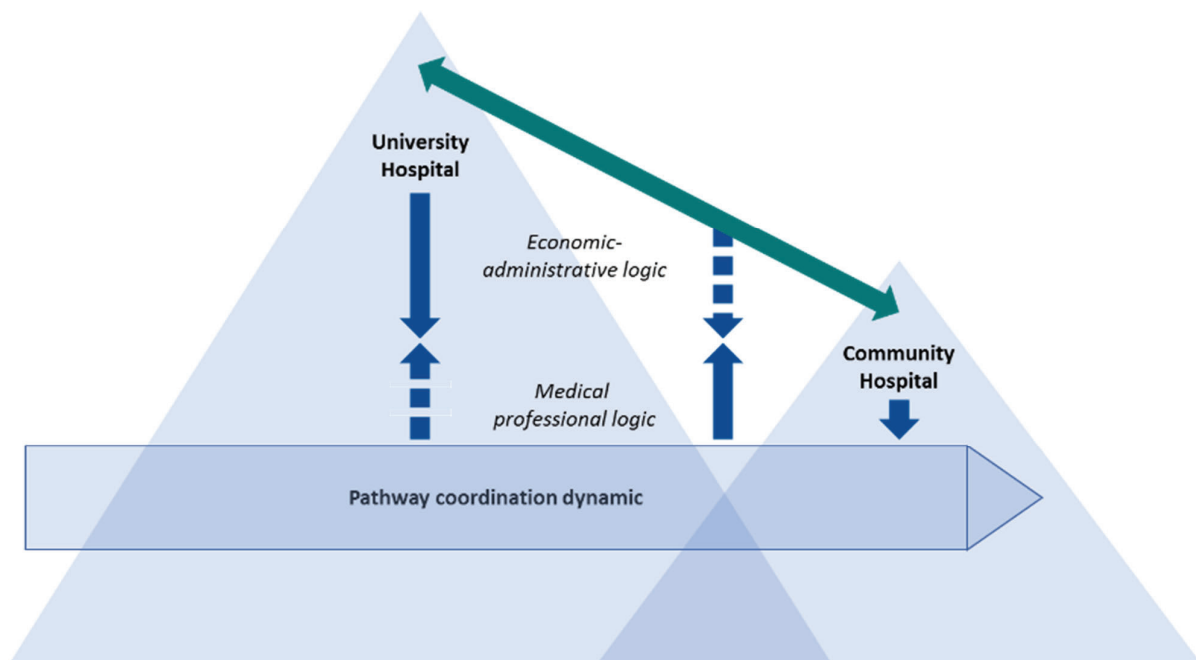 University
Hospital
Economic-
administrative logic
Community
Hospital
Medical
professional logic
Pathway coordination dynamic